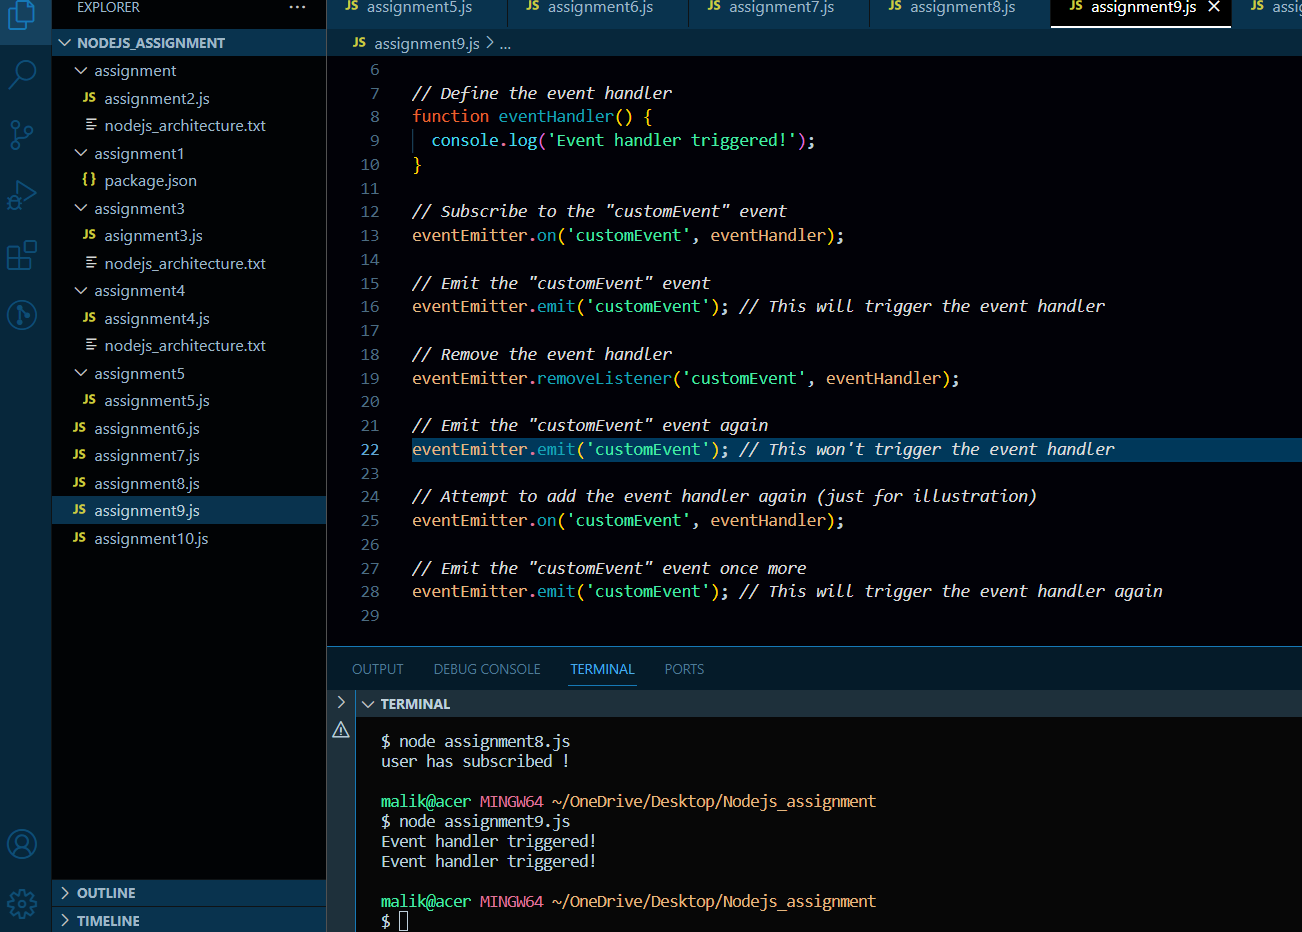 EXPLORER ...
NODEJS_ASSIGNMENT
assignment
JS assignment2.js
nodejs_architecture.txt
assignment1
{} package.json
assignment3
JS asignment3.js
nodejs_architecture.txt
assignment4
JS assignment4.js
nodejs_architecture.txt
assignment5
JS assignment5.js
JS assignment6.js
JS assignment7.js
JS assignment8.js
JS assignment9.js
JS assignment10.js
OUTLINE
TIMELINE
JS assignment5.js JS assignment6.js JS assignment7.js JS assignment8.js JS assignment9.js JS
JS assignment9.js > ...
6
7 // Define the event handler
8 function eventHandler() {
9 console.log('Event handler triggered!');
10 }
11
12 // Subscribe to the "customEvent" event
13 eventEmitter.on('customEvent', eventHandler);
14
15 // Emit the "customEvent" event
16 eventEmitter.emit('customEvent'); // This will trigger the event handler
17
18 // Remove the event handler
19 eventEmitter.removeListener('customEvent', eventHandler);
20
21 // Emit the "customEvent" event again
22 eventEmitter.emit('customEvent'); // This won't trigger the event handler
23
24 // Attempt to add the event handler again (just for illustration)
25 eventEmitter.on('customEvent', eventHandler);
26
27 // Emit the "customEvent" event once more
28 eventEmitter.emit('customEvent'); // This will trigger the event handler again
29
OUTPUT DEBUG CONSOLE TERMINAL PORTS
TERMINAL
$ node assignment8.js
user has subscribed !
malik@acer MINGW64 ~/OneDrive/Desktop/Nodejs_assignment
$ node assignment9.js
Event handler triggered!
Event handler triggered!
malik@acer MINGW64 ~/OneDrive/Desktop/Nodejs_assignment
$